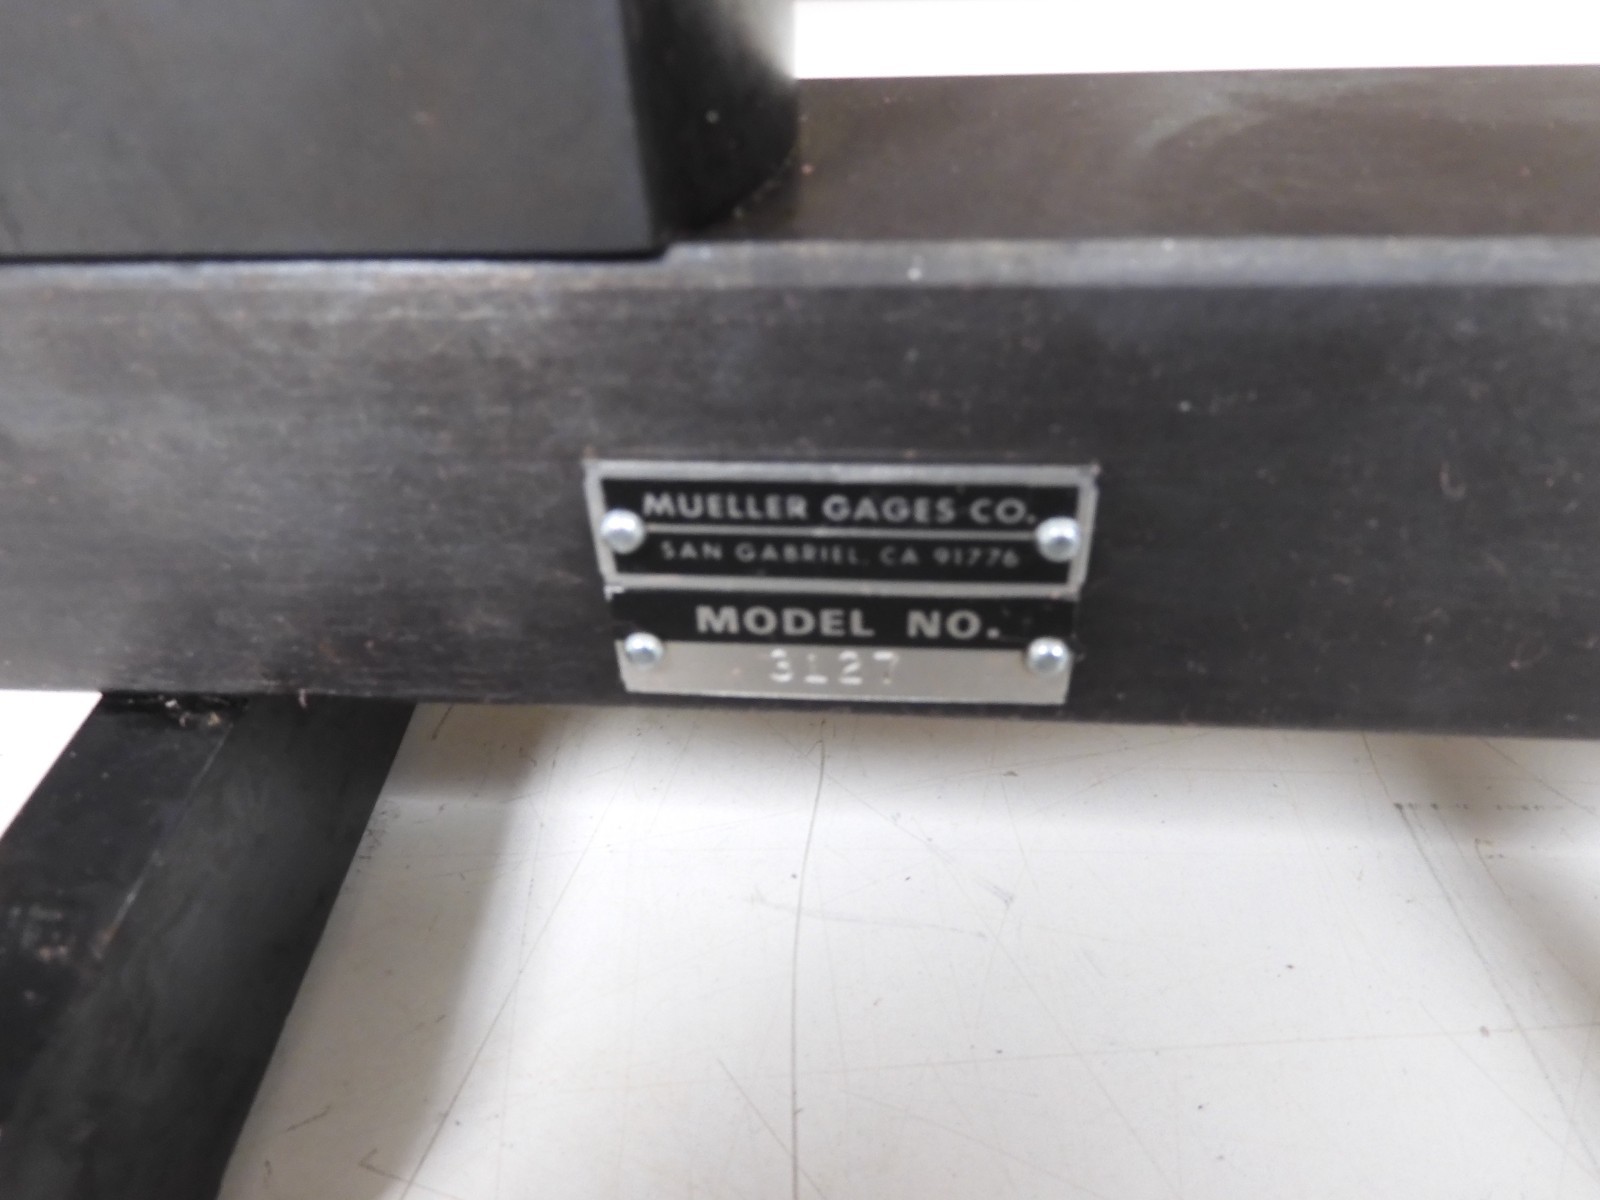 MUELLER GAGES CO.
SAN GABRIEL, CA 91776
MODEL NO.
3127